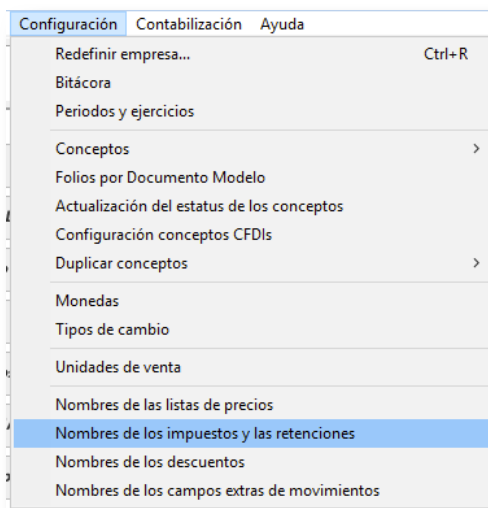 Configuración Contabilización Ayuda
Redefinir empresa... Ctrl+R
Bitácora
Periodos y ejercicios
Conceptos >
Folios por Documento Modelo
Actualización del estatus de los conceptos
Configuración conceptos CFDIs
Duplicar conceptos >
Monedas
Tipos de cambio
Unidades de venta
Nombres de las listas de precios
Nombres de los impuestos y las retenciones
Nombres de los descuentos
Nombres de los campos extras de movimientos